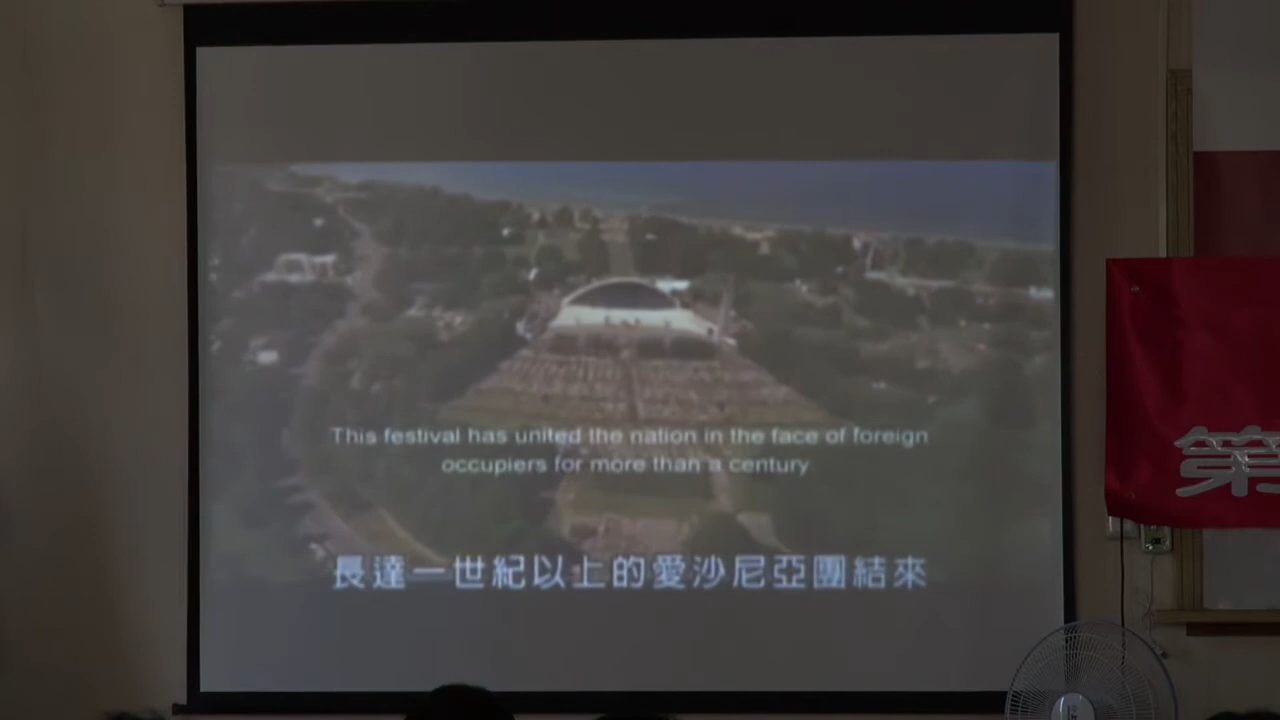 This festival has united the nation in the face of foreign
occupiers for more than a century.
長達一世紀以上的愛沙尼亞團結來
第